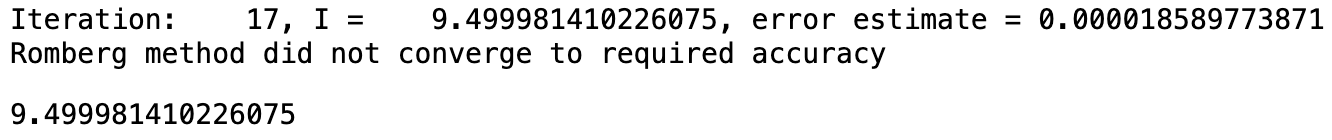 Iteration:    17, I =    9.499981410226075, error estimate = 0.000018589773871
Romberg method did not converge to required accuracy
9.499981410226075